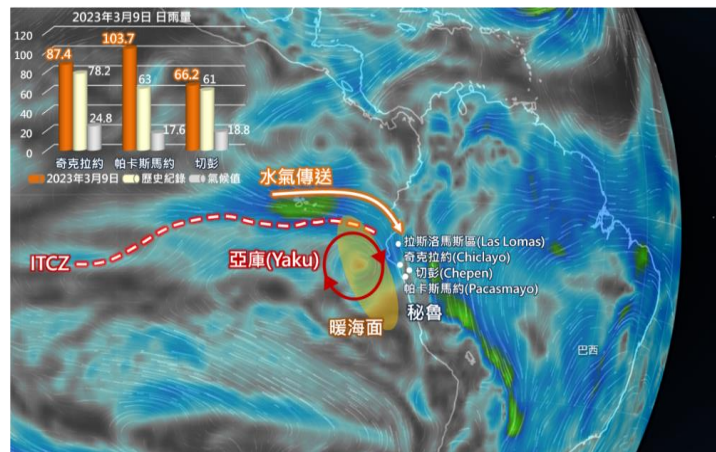 2023年3月9日 日雨量
120
100
80
60
40
20
0
87.4
78.2
24.8
103.7
63
17.6
66.2
61
18.8
奇克拉約 帕卡斯馬約 切彭
2023年3月9日 歷史紀錄 氣候值
水氣傳送
ITCZ
亞庫(Yaku)
暖海面
拉斯洛馬斯區(Las Lomas)
奇克拉約(Chiclayo)
切彭(Chepen)
帕卡斯馬約(Pacasmayo)
秘魯
巴西